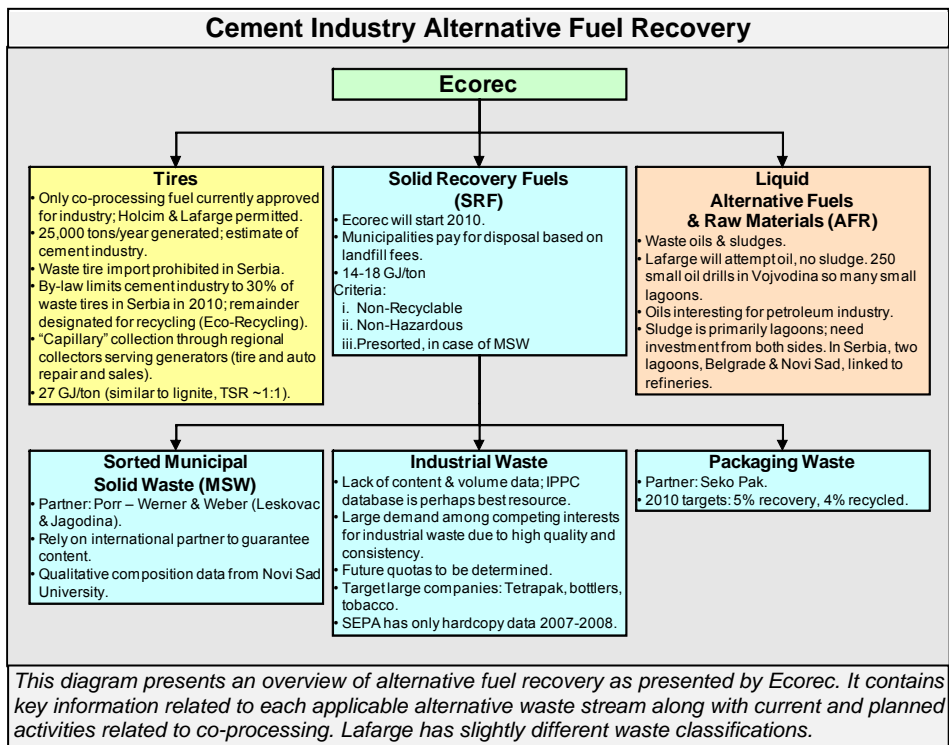 Cement Industry Alternative Fuel Recovery
Ecorec
Tires
• Only co-processing fuel currently approved
for industry; Holcim & Lafarge permitted.
• 25,000 tons/year generated; estimate of
cement industry.
• Waste tire import prohibited in Serbia.
• By-law limits cement industry to 30% of
waste tires in Serbia in 2010; remainder
designated for recycling (Eco-Recycling).
• “Capillary” collection through regional
collectors serving generators (tire and auto
repair and sales).
• 27 GJ/ton (similar to lignite, TSR ~1:1).
Solid Recovery Fuels
(SRF)
• Ecorec will start 2010.
• Municipalities pay for disposal based on
landfill fees.
• 14-18 GJ/ton
Criteria:
i. Non-Recyclable
ii. Non-Hazardous
iii.Presorted, in case of MSW
Liquid
Alternative Fuels
& Raw Materials (AFR)
• Waste oils & sludges.
• Lafarge will attempt oil, no sludge. 250
small oil drills in Vojvodina so many small
lagoons.
• Oils interesting for petroleum industry.
• Sludge is primarily lagoons; need
investment from both sides. In Serbia, two
lagoons, Belgrade & Novi Sad, linked to
refineries.
Sorted Municipal
Solid Waste (MSW)
• Partner: Porr – Werner & Weber (Leskovac
& Jagodina).
• Rely on international partner to guarantee
content.
• Qualitative composition data from Novi Sad
University.
Industrial Waste
• Lack of content & volume data; IPPC
database is perhaps best resource.
• Large demand among competing interests
for industrial waste due to high quality and
consistency.
• Future quotas to be determined.
• Target large companies: Tetrapak, bottlers,
tobacco.
• SEPA has only hardcopy data 2007-2008.
Packaging Waste
• Partner: Seko Pak.
• 2010 targets: 5% recovery, 4% recycled.
This diagram presents an overview of alternative fuel recovery as presented by Ecorec. It contains
key information related to each applicable alternative waste stream along with current and planned
activities related to co-processing. Lafarge has slightly different waste classifications.